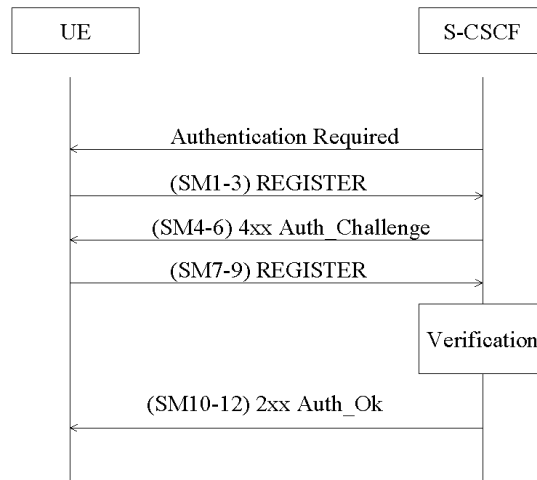 UE
S-CSCF
Authentication Required
(SM1-3) REGISTER
(SM4-6) 4xx Auth_Challenge
(SM7-9) REGISTER
Verification
(SM10-12) 2xx Auth_Ok